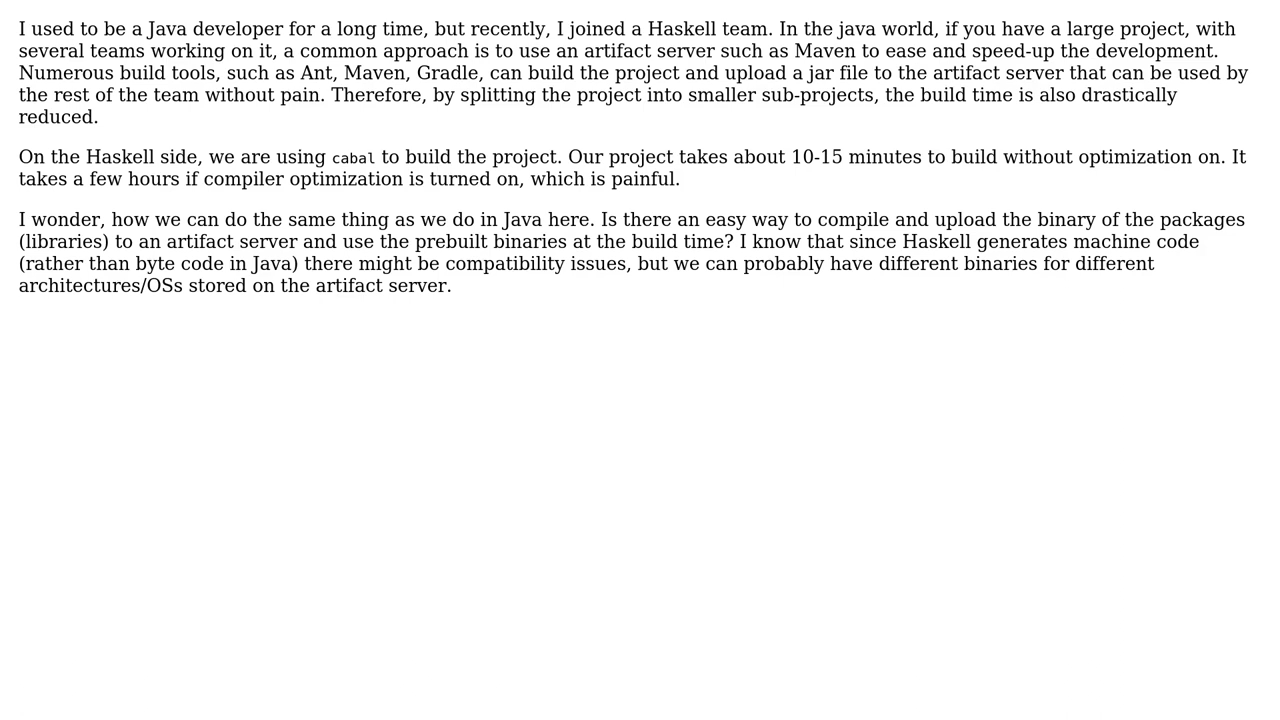 I used to be a Java developer for a long time, but recently, I joined a Haskell team. In the java world, if you have a large project, with
several teams working on it, a common approach is to use an artifact server such as Maven to ease and speed-up the development.
Numerous build tools, such as Ant, Maven, Gradle, can build the project and upload a jar file to the artifact server that can be used by
the rest of the team without pain. Therefore, by splitting the project into smaller sub-projects, the build time is also drastically
reduced.
On the Haskell side, we are using cabal to build the project. Our project takes about 10-15 minutes to build without optimization on. It
takes a few hours if compiler optimization is turned on, which is painful.
I wonder, how we can do the same thing as we do in Java here. Is there an easy way to compile and upload the binary of the packages
(libraries) to an artifact server and use the prebuilt binaries at the build time? I know that since Haskell generates machine code
(rather than byte code in Java) there might be compatibility issues, but we can probably have different binaries for different
architectures/OSs stored on the artifact server.